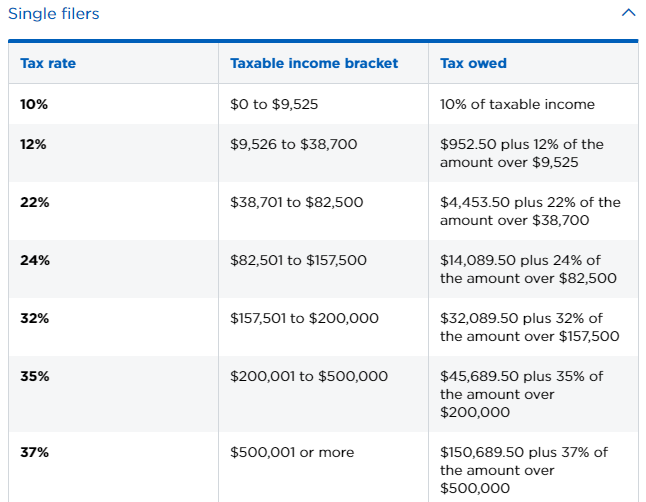 Single filers
Tax rate Taxable income bracket Tax owed
10% $0 to $9,525 10% of taxable income
12% $9,526 to $38,700 $952.50 plus 12% of the
amount over $9,525
22% $38,701 to $82,500 $4,453.50 plus 22% of the
amount over $38,700
24% $82,501 to $157,500 $14,089.50 plus 24% of
the amount over $82,500
32% $157,501 to $200,000 $32,089.50 plus 32% of
the amount over $157,500
35% $200,001 to $500,000 $45,689.50 plus 35% of
the amount over
$200,000
37% $500,001 or more $150,689.50 plus 37% of
the amount over
$500,000